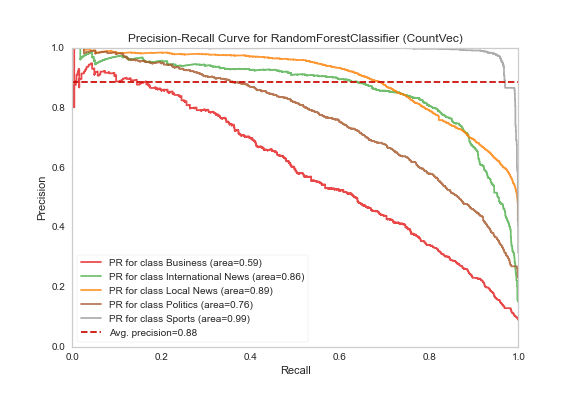 Precision-Recall Curve for RandomForestClassifier (CountVec)
1.0
0.8
0.6
0.4
0.2
0.0
Precision
PR for class Business (area=0.59)
PR for class International News (area=0.86)
PR for class Local News (area=0.89)
PR for class Politics (area=0.76)
PR for class Sports (area=0.99)
Avg. precision=0.88
0.0 0.2 0.4 0.6 0.8 1.0
Recall